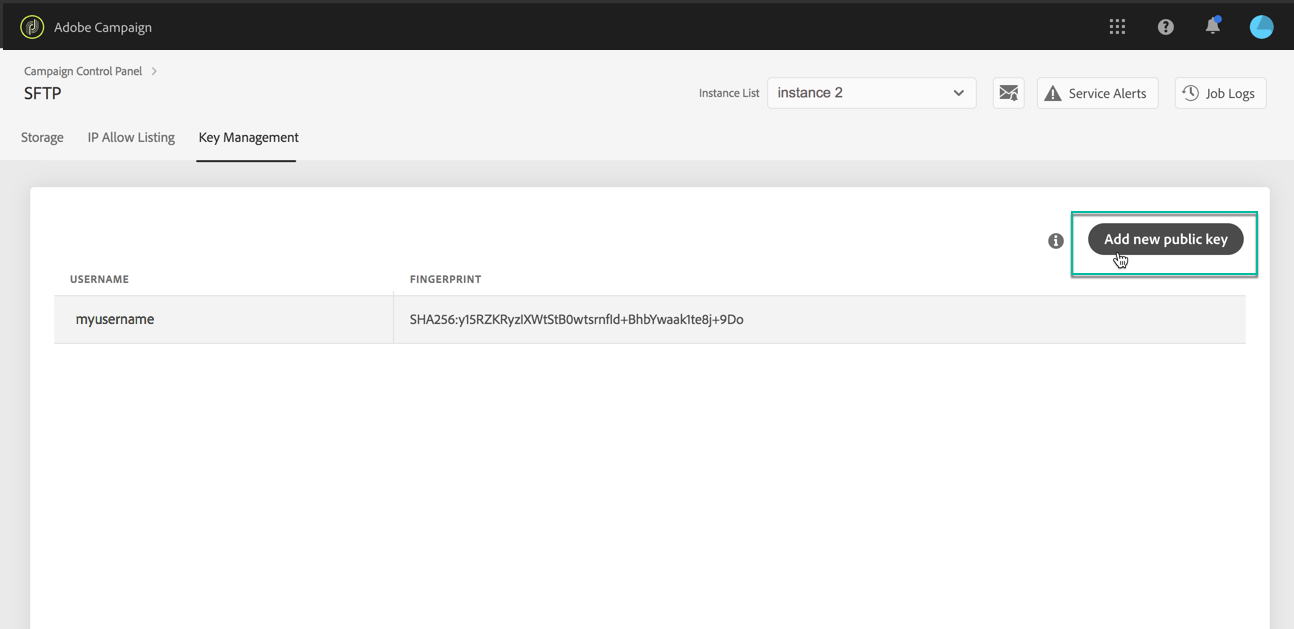 Adobe Campaign
Campaign Control Panel
SFTP
Instance List
instance 2
Service Alerts
Job Logs
Storage
IP Allow Listing
Key Management
Add new public key
USERNAME
FINGERPRINT
myusername
SHA256:y15RZKRyzIXWtStB0wtsrnfId+BhbYwaak1te8j+9Do